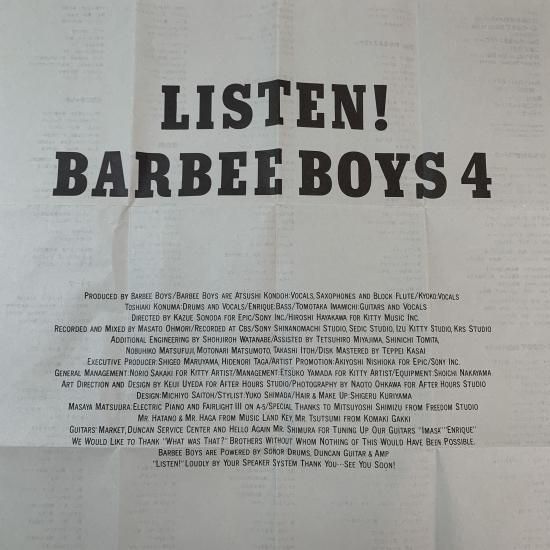 LISTEN!
BARBEE BOYS 4
PRODUCED BY BARBEE BOYS/BARBEE BOYS ARE ATSUSHI KONDOH:VOCALS, SAXOPHONES AND BLOCK FLUTE/KYOKO:VOCALS
TOSHIAKI KONUMA:DRUMS AND VOCALS/ENRIQUE:BASS/TOMOTAKA IMAMICHI:GUITARS AND VOCALS
DIRECTED BY KAZUE SONODA FOR EPIC/SONY INC./HIROSHI HAYAKAWA FOR KITTY MUSIC INC.
RECORDED AND MIXED BY MASATO OHMORI/RECORDED AT CBS/SONY SHINANOMACHI STUDIO, SEDIC STUDIO, IZU KITTY STUDIO, KRS STUDIO
ADDITIONAL ENGINEERING BY SHOHJIROH WATANABE/ASSISTED BY TETSUHIRO MIYAJIMA, SHINICHI TOMITA,
NOBUHIKO MATSUFUJI, MOTONARI MATSUMOTO, TAKASHI ITOH/DISK MASTERED BY TEPPEI KASAI
EXECUTIVE PRODUCER:SHIGEO MARUYAMA, HIDENORI TAGA/ARTIST PROMOTION:AKIYOSHI NISHIOKA FOR EPIC/SONY INC.
GENERAL MANAGEMENT:NORIO SAKAKI FOR KITTY ARTIST/MANAGEMENT:ETSUKO YAMADA FOR KITTY ARTIST/EQUIPMENT:SHOICHI NAKAYAMA
ART DIRECTION AND DESIGN BY KEIJI UYEDA FOR AFTER HOURS STUDIO/PHOTOGRAPHY BY NAOTO OHKAWA FOR AFTER HOURS STUDIO
DESIGN:MICHIYO SAITOH/STYLIST:YUKO SHIMADA/HAIR & MAKE UP:SHIGERU KURIYAMA
MASAYA MATSUURA:ELECTRIC PIANO AND FAIRLIGHT III ON A-5/SPECIAL THANKS TO MITSUYOSHI SHIMIZU FROM FREEDOM STUDIO
MR. HATANO & MR. HAGA FROM MUSIC LAND KEY, MR. TSUTSUMI FROM KOMAKI GAKKI
GUITARS' MARKET, DUNCAN SERVICE CENTER AND HELLO AGAIN MR. SHIMURA FOR TUNING UP OUR GUITARS "IMASK" "ENRIQUE"
WE WOULD LIKE TO THANK "WHAT WAS THAT?" BROTHERS WITHOUT WHOM NOTHING OF THIS WOULD HAVE BEEN POSSIBLE.
BARBEE BOYS ARE POWERED BY SONOR DRUMS, DUNCAN GUITAR & AMP
"LISTEN!" LOUDLY BY YOUR SPEAKER SYSTEM THANK YOU…SEE YOU SOON!